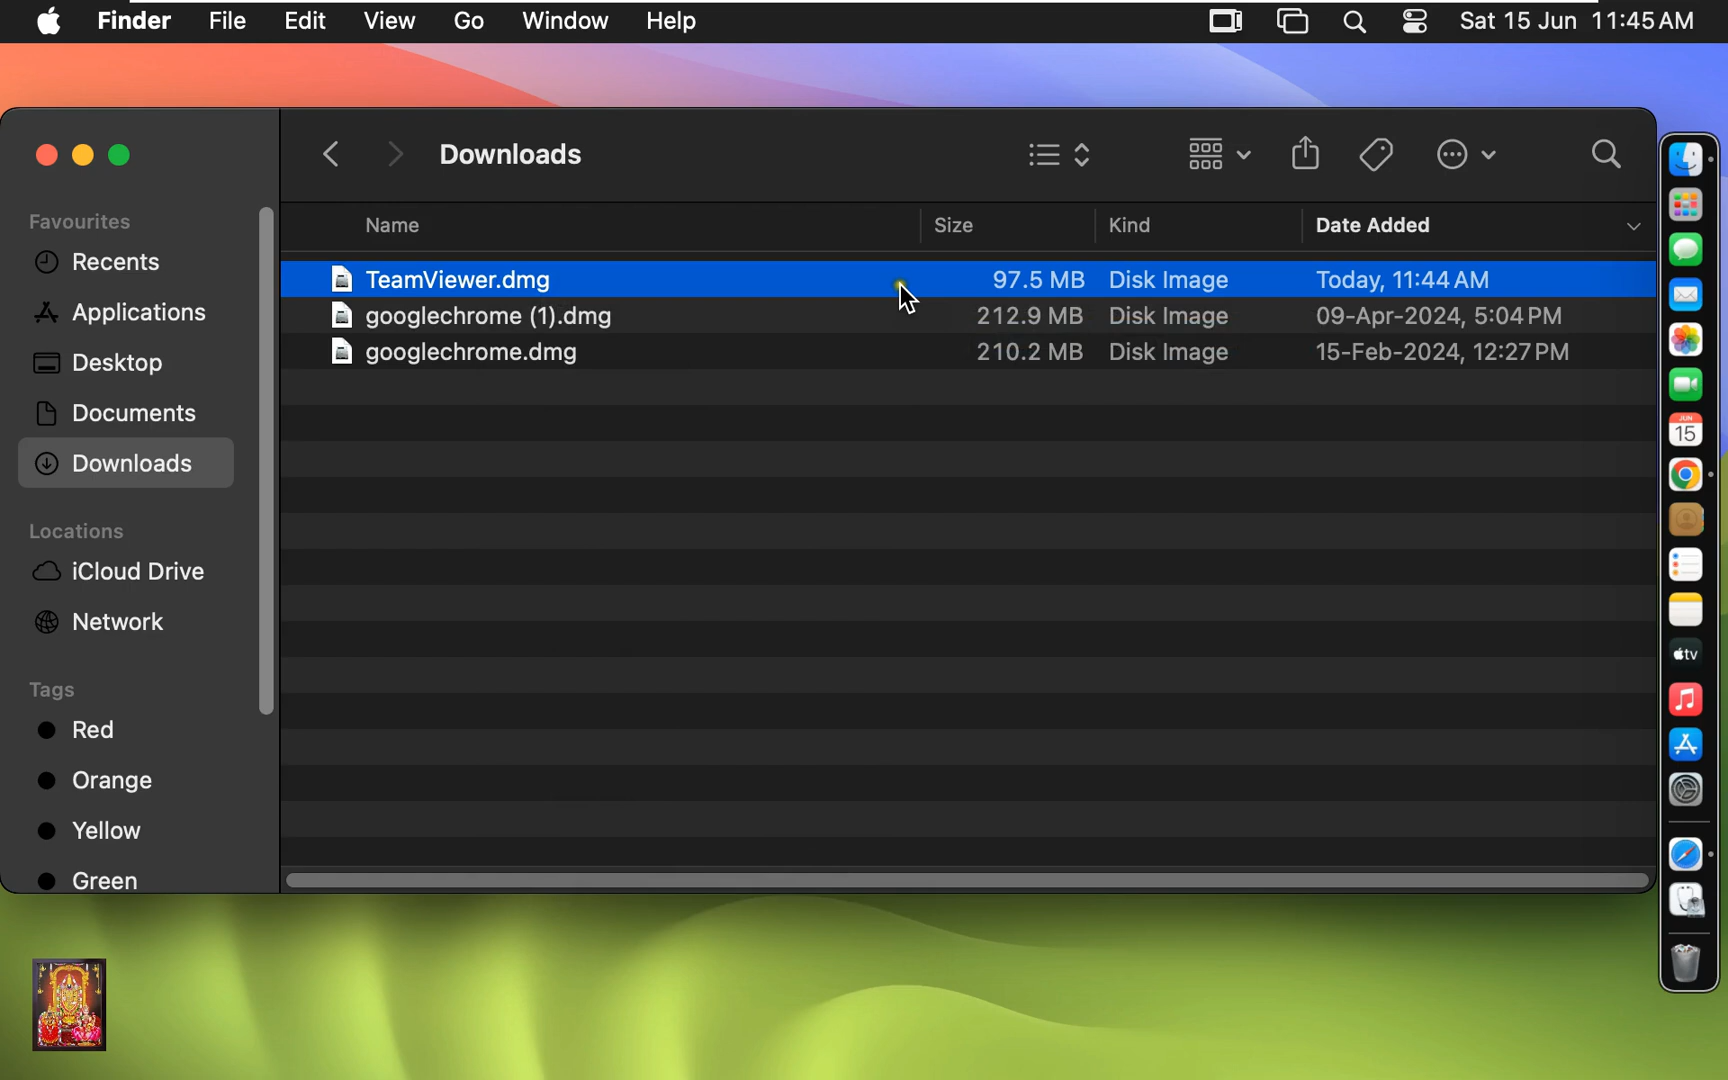 Finder File Edit View Go Window Help Sat 15 Jun 11:45 AM
Downloads
Favourites
Recents
Applications
Desktop
Documents
Downloads
Locations
iCloud Drive
Network
Tags
Red
Orange
Yellow
Green
Name Size Kind Date Added
TeamViewer.dmg 97.5 MB Disk Image Today, 11:44 AM
googlechrome (1).dmg 212.9 MB Disk Image 09-Apr-2024, 5:04 PM
googlechrome.dmg 210.2 MB Disk Image 15-Feb-2024, 12:27 PM
JUN
15
tv